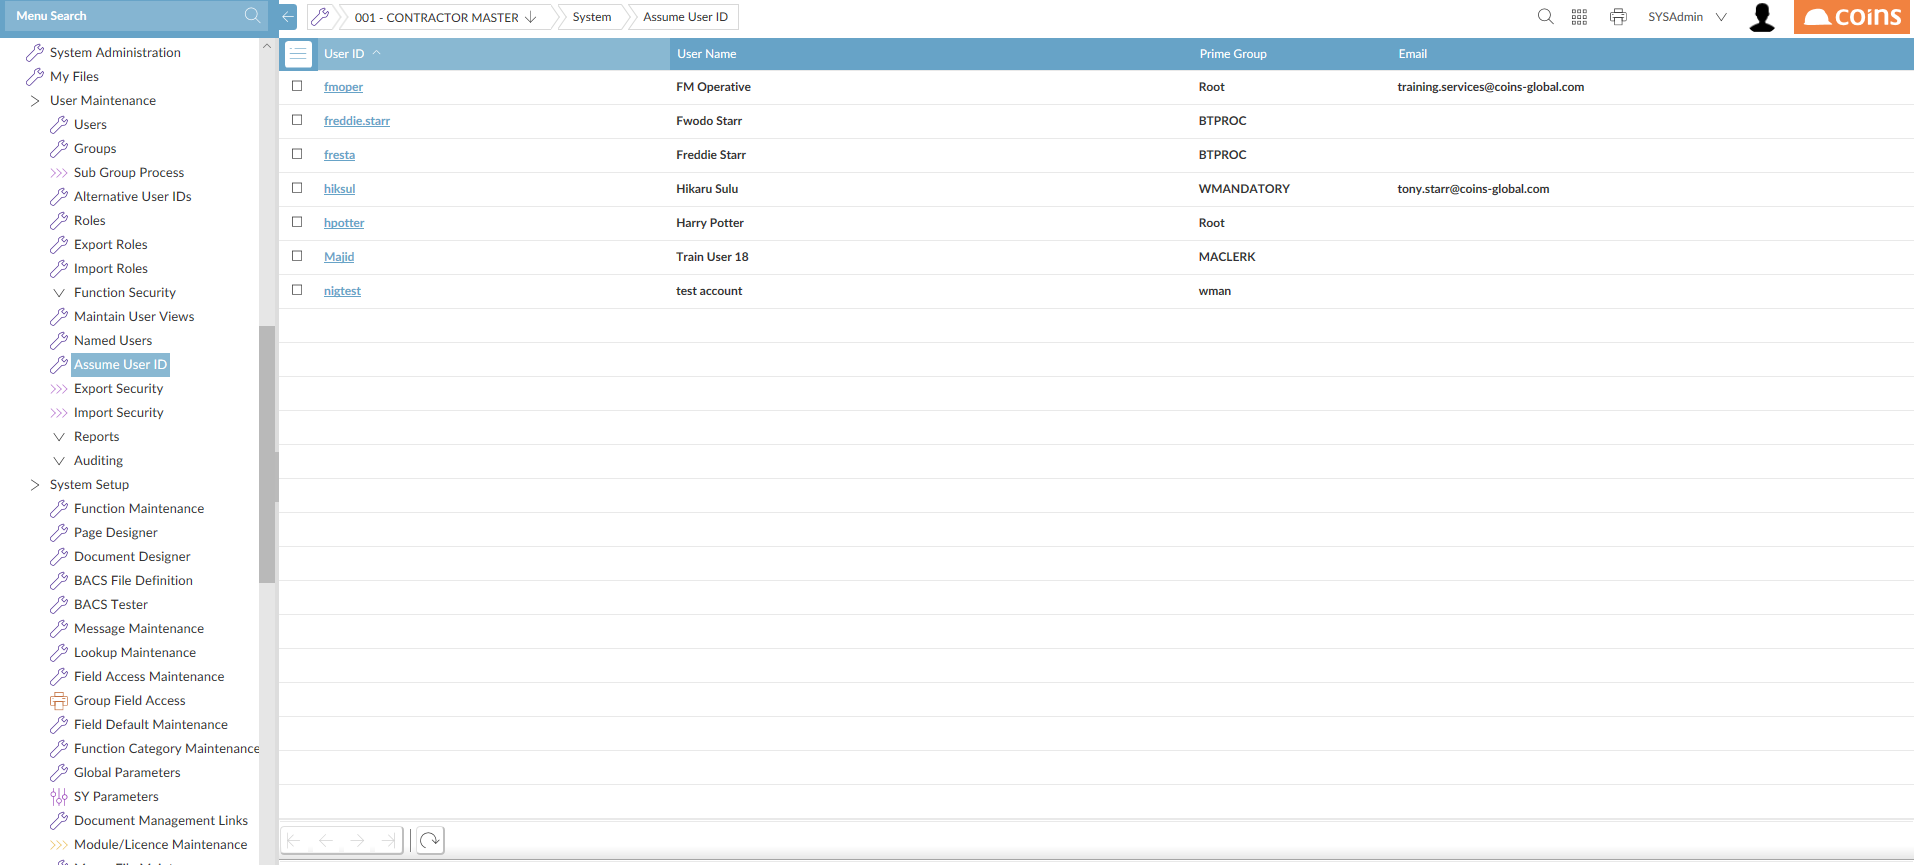 Menu Search
001 - CONTRACTOR MASTER
System
Assume User ID
SYSAdmin
coins
System Administration
My Files
User Maintenance
Users
Groups
Sub Group Process
Alternative User IDs
Roles
Export Roles
Import Roles
Function Security
Maintain User Views
Named Users
Assume User ID
Export Security
Import Security
Reports
Auditing
System Setup
Function Maintenance
Page Designer
Document Designer
BACS File Definition
BACS Tester
Message Maintenance
Lookup Maintenance
Field Access Maintenance
Group Field Access
Field Default Maintenance
Function Category Maintenance
Global Parameters
SY Parameters
Document Management Links
Module/Licence Maintenance
User ID User Name Prime Group Email
fmoper FM Operative Root training.services@coins-global.com
freddie.starr Fwodo Starr BTPROC
fresta Freddie Starr BTPROC
hiksul Hikaru Sulu WMANDATORY tony.starr@coins-global.com
hpotter Harry Potter Root
Majid Train User 18 MACLERK
nigtest test account wman